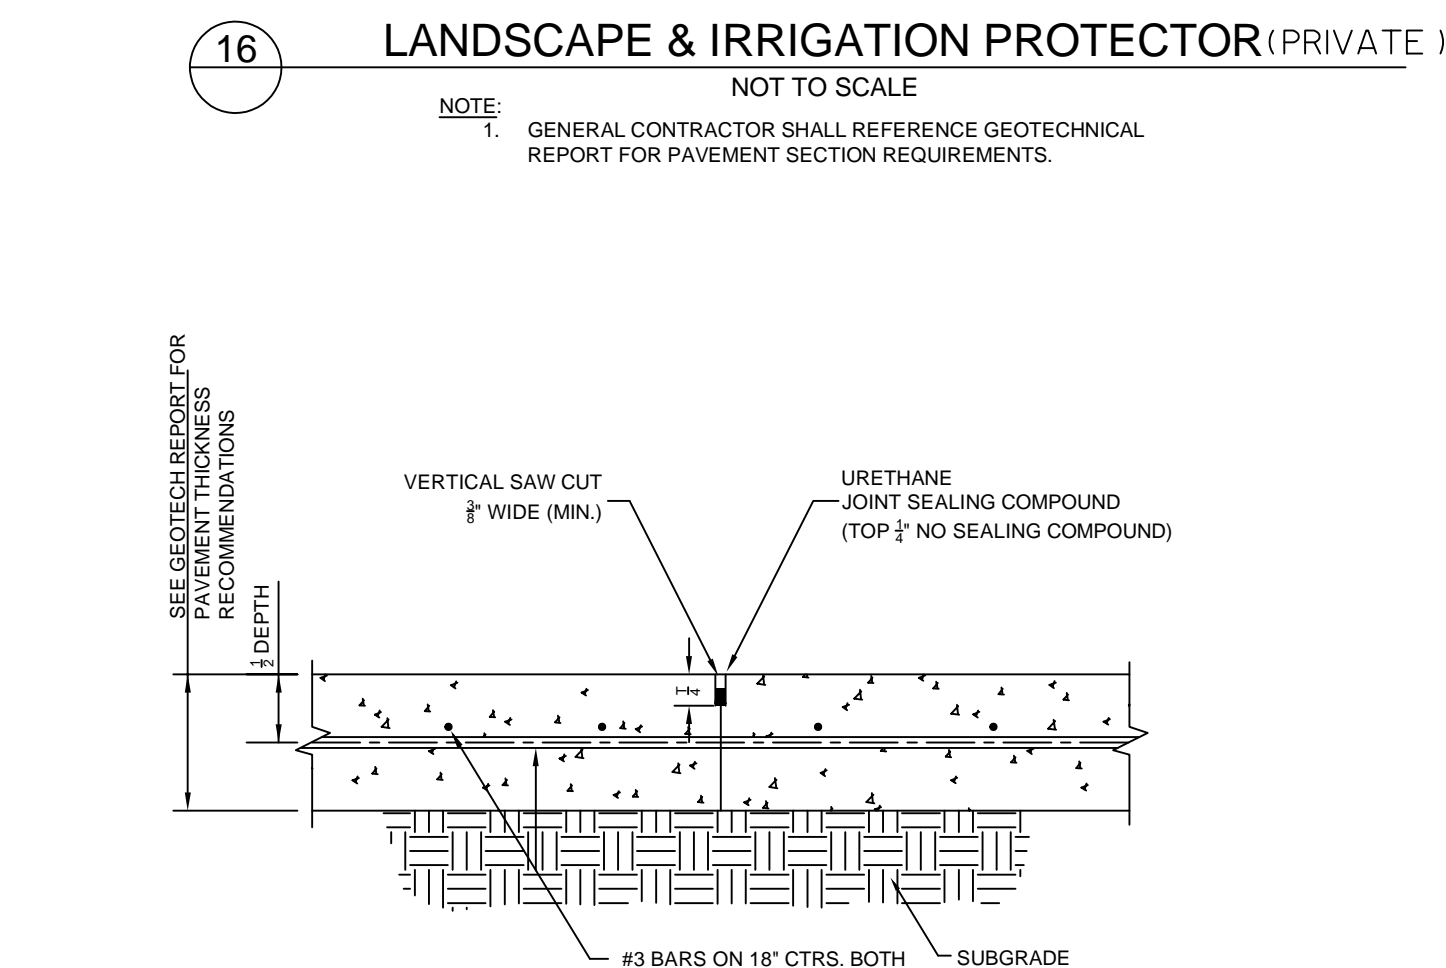 16
LANDSCAPE & IRRIGATION PROTECTOR (PRIVATE )
NOT TO SCALE
NOTE:
1. GENERAL CONTRACTOR SHALL REFERENCE GEOTECHNICAL
REPORT FOR PAVEMENT SECTION REQUIREMENTS.
SEE GEOTECH REPORT FOR
PAVEMENT THICKNESS
RECOMMENDATIONS
1/2 DEPTH
VERTICAL SAW CUT
3/8" WIDE (MIN.)
URETHANE
JOINT SEALING COMPOUND
(TOP 1/4" NO SEALING COMPOUND)
T/4
#3 BARS ON 18" CTRS. BOTH
SUBGRADE